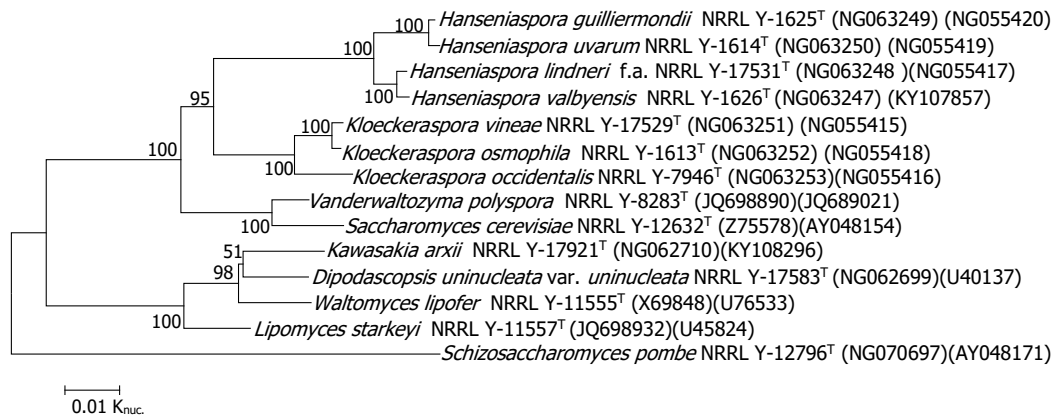 Hanseniaspora guilliermondii NRRL Y-1625ᵀ (NG063249) (NG055420)
100
Hanseniaspora uvarum NRRL Y-1614ᵀ (NG063250) (NG055419)
100
Hanseniaspora lindneri f.a. NRRL Y-17531ᵀ (NG063248 )(NG055417)
100
Hanseniaspora valbyensis NRRL Y-1626ᵀ (NG063247) (KY107857)
95
Kloeckeraspora vineae NRRL Y-17529ᵀ (NG063251) (NG055415)
100
Kloeckeraspora osmophila NRRL Y-1613ᵀ (NG063252) (NG055418)
100
100
Kloeckeraspora occidentalis NRRL Y-7946ᵀ (NG063253)(NG055416)
Vanderwaltozyma polyspora NRRL Y-8283ᵀ (JQ698890)(JQ689021)
100
Saccharomyces cerevisiae NRRL Y-12632ᵀ (Z75578)(AY048154)
51
Kawasakia arxii NRRL Y-17921ᵀ (NG062710)(KY108296)
98
Dipodascopsis uninucleata var. uninucleata NRRL Y-17583ᵀ (NG062699)(U40137)
Waltomyces lipofer NRRL Y-11555ᵀ (X69848)(U76533)
100
Lipomyces starkeyi NRRL Y-11557ᵀ (JQ698932)(U45824)
Schizosaccharomyces pombe NRRL Y-12796ᵀ (NG070697)(AY048171)
0.01 Knuc.